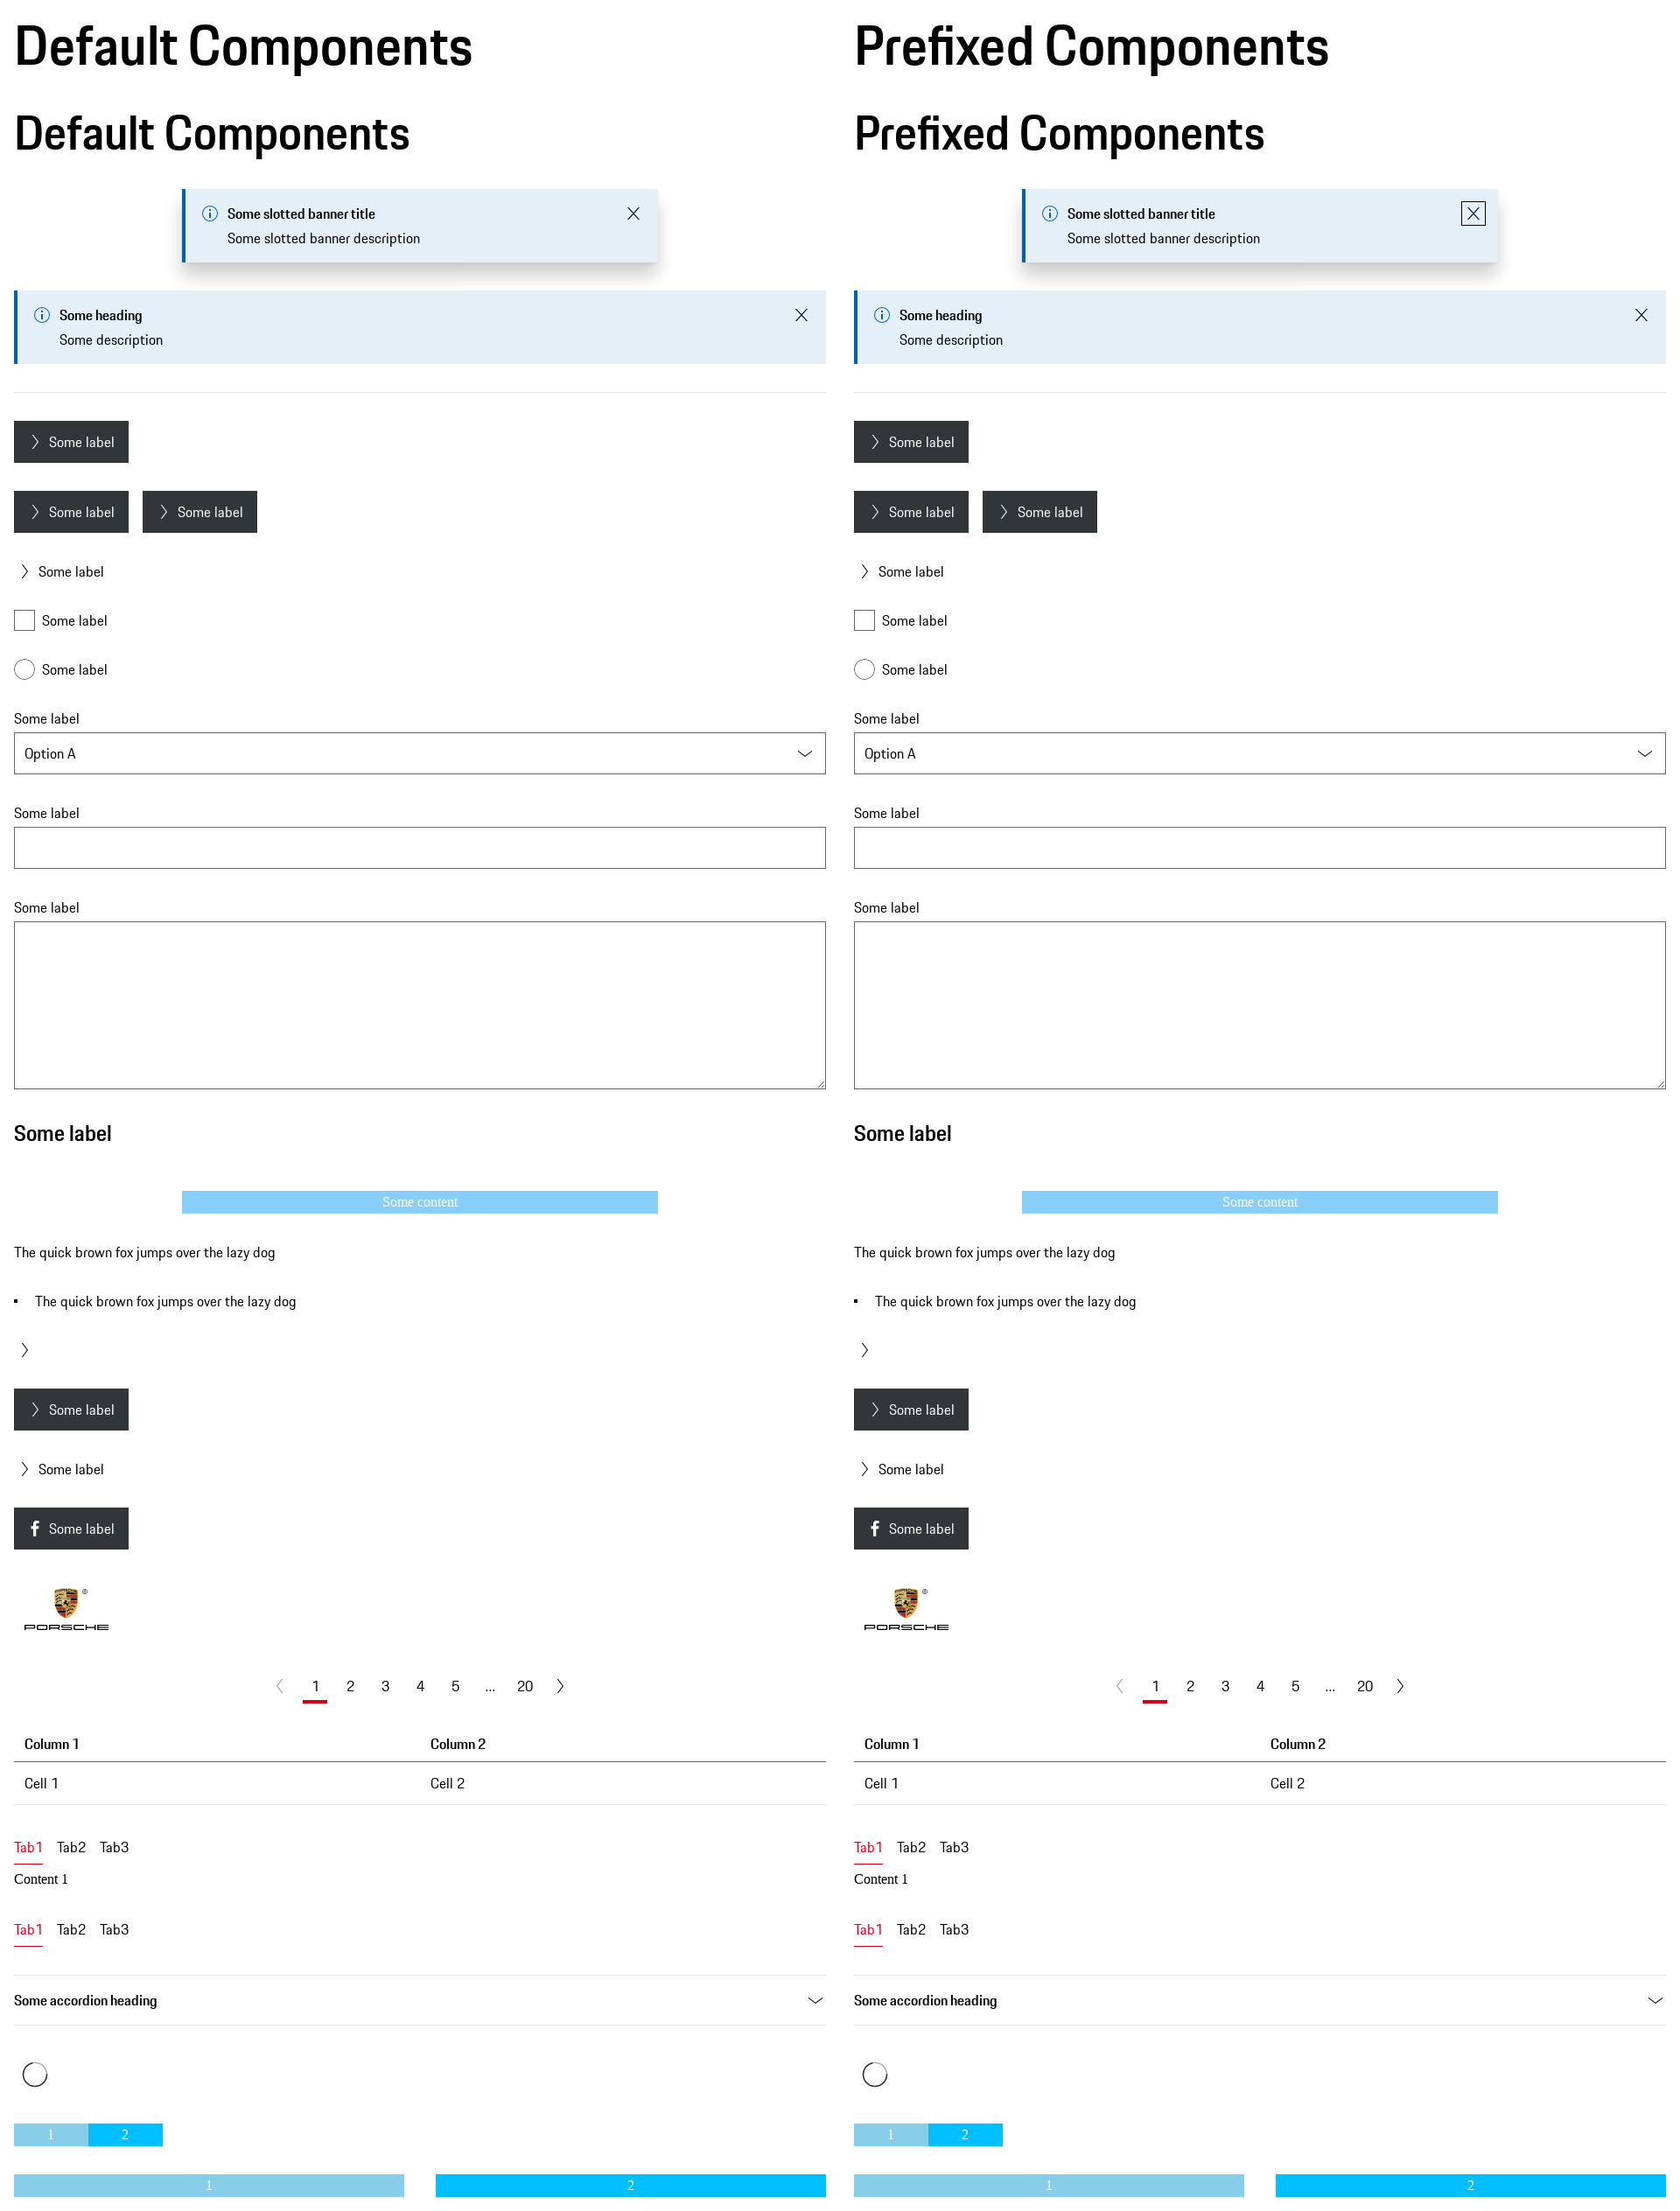 Default Components
Default Components
Some slotted banner title
Some slotted banner description
Some heading
Some description
Some label
Some label Some label
Some label
Some label
Some label
Some label
Option A
Some label
Some label
Some label
Some content
The quick brown fox jumps over the lazy dog
The quick brown fox jumps over the lazy dog
Some label
Some label
Some label
PORSCHE ®
1 2 3 4 5 ... 20
Column 1 Column 2
Cell 1 Cell 2
Tab1 Tab2 Tab3
Content 1
Tab1 Tab2 Tab3
Some accordion heading
1 2
1 2
Prefixed Components
Prefixed Components
Some slotted banner title
Some slotted banner description
Some heading
Some description
Some label
Some label Some label
Some label
Some label
Some label
Some label
Option A
Some label
Some label
Some label
Some content
The quick brown fox jumps over the lazy dog
The quick brown fox jumps over the lazy dog
Some label
Some label
Some label
PORSCHE ®
1 2 3 4 5 ... 20
Column 1 Column 2
Cell 1 Cell 2
Tab1 Tab2 Tab3
Content 1
Tab1 Tab2 Tab3
Some accordion heading
1 2
1 2